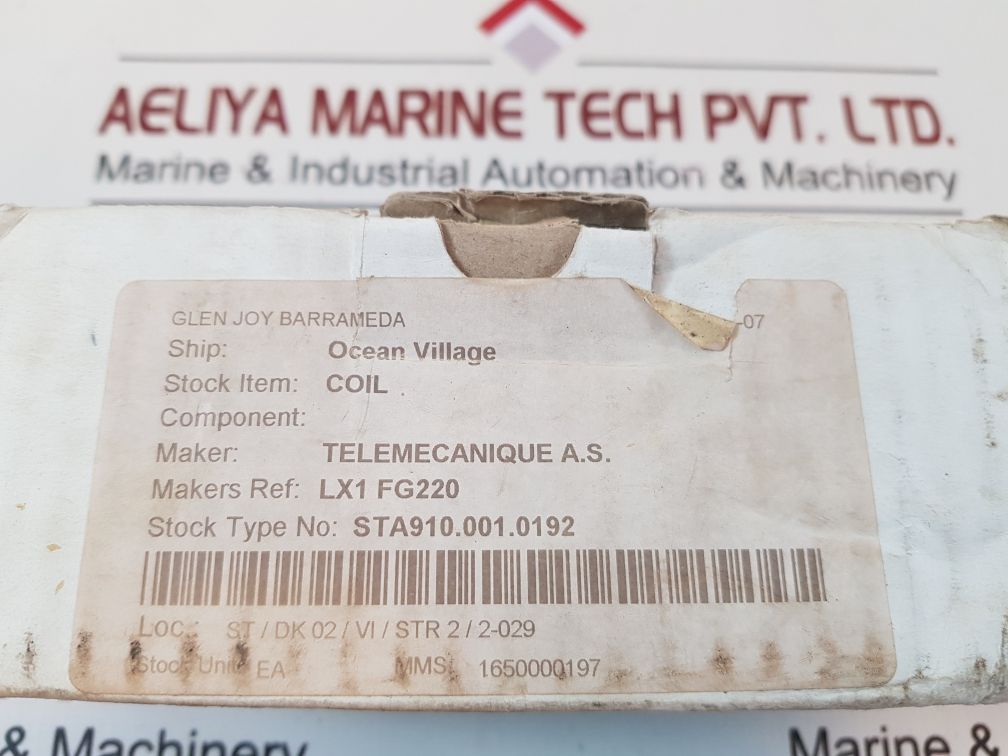 AELIYA MARINE TECH PVT. LTD.
Marine & Industrial Automation & Machinery
GLEN JOY BARRAMEDA -07
Ship: Ocean Village
Stock Item: COIL
Component:
Maker: TELEMECANIQUE A.S.
Makers Ref: LX1 FG220
Stock Type No: STA910.001.0192
Loc.: ST / DK 02 / VI / STR 2 / 2-029
Stock Unit: EA MMS: 1650000197
& Machinery Marine &